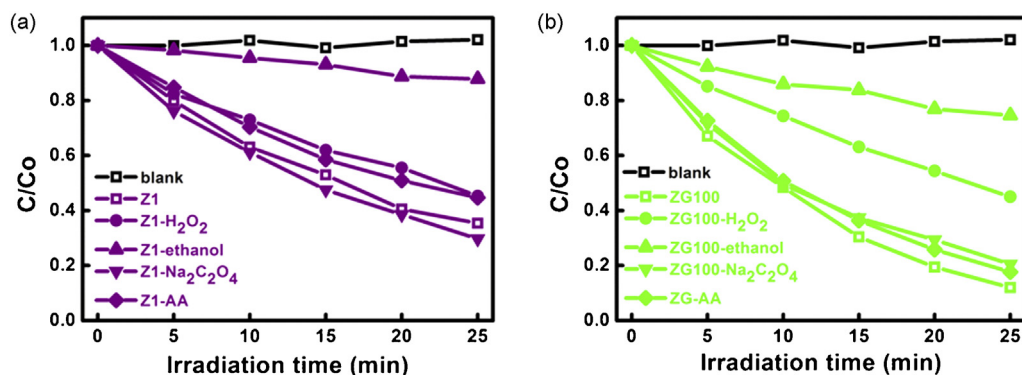 (a)
C/Co
1.0
0.8
0.6
0.4
0.2
0.0
blank
Z1
Z1-H₂O₂
Z1-ethanol
Z1-Na₂C₂O₄
Z1-AA
0 5 10 15 20 25
Irradiation time (min)
(b)
C/Co
1.0
0.8
0.6
0.4
0.2
0.0
blank
ZG100
ZG100-H₂O₂
ZG100-ethanol
ZG100-Na₂C₂O₄
ZG-AA
0 5 10 15 20 25
Irradiation time (min)